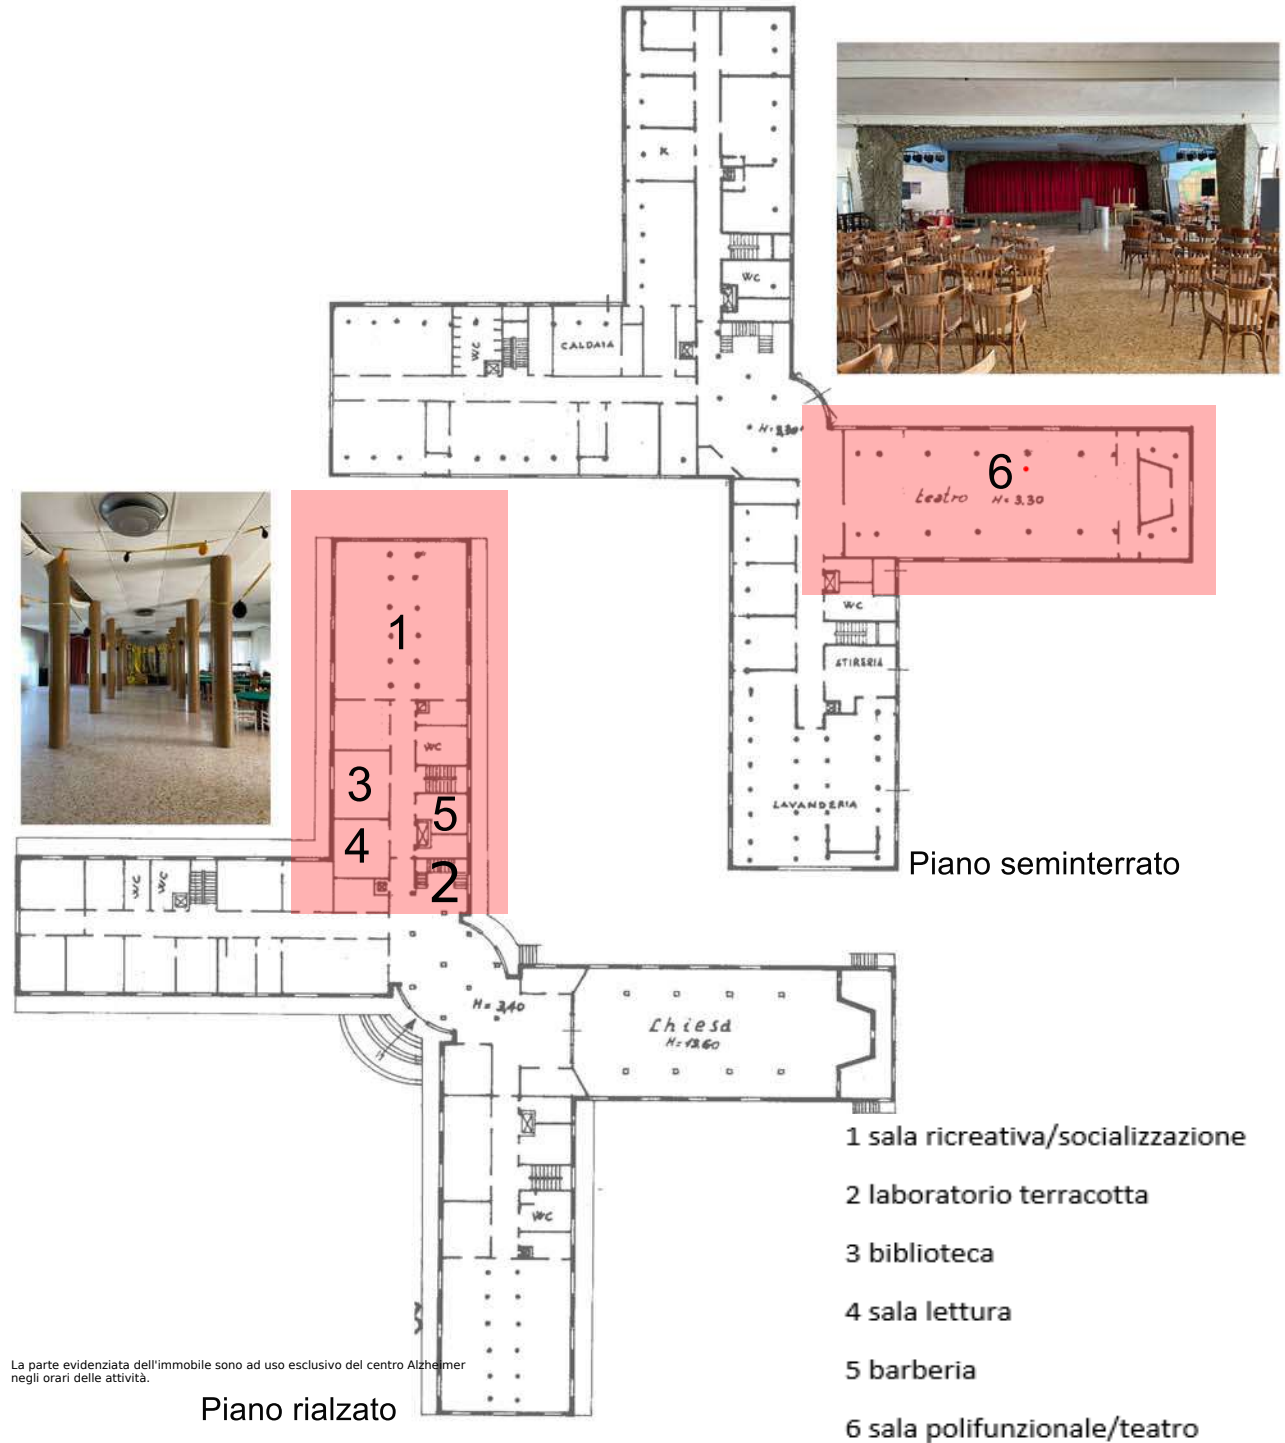 K
WC
WC
CALDAIA
H=3,30
6
teatro H=3.30
WC
STIRERIA
LAVANDERIA
Piano seminterrato
1
WC
3
5
4
2
WC
WC
H=3,40
Chiesa
H=13.60
WC
1 sala ricreativa/socializzazione
2 laboratorio terracotta
3 biblioteca
4 sala lettura
5 barberia
6 sala polifunzionale/teatro
La parte evidenziata dell'immobile sono ad uso esclusivo del centro Alzheimer
negli orari delle attività.
Piano rialzato